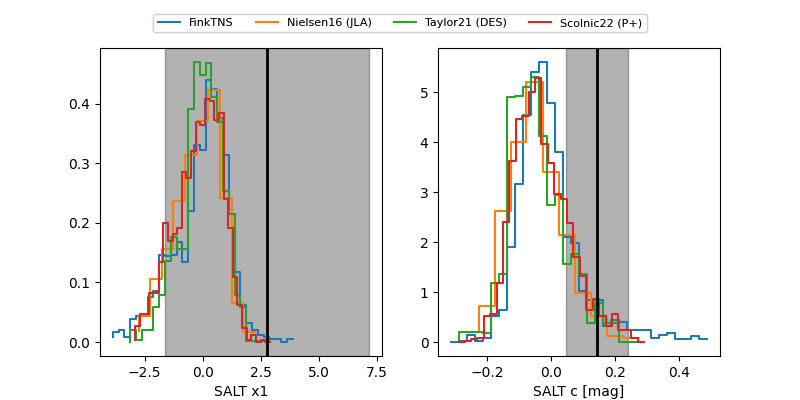 FinkTNS Nielsen16 (JLA) Taylor21 (DES) Scolnic22 (P+)
0.4
0.3
0.2
0.1
0.0
−2.5 0.0 2.5 5.0 7.5
SALT x1
5
4
3
2
1
0
−0.2 0.0 0.2 0.4
SALT c [mag]